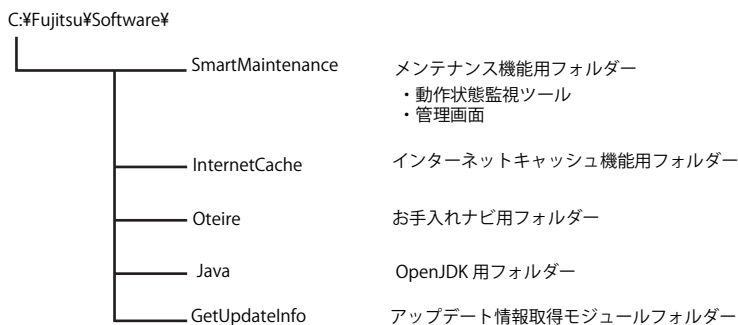 C:¥Fujitsu¥Software¥
SmartMaintenance メンテナンス機能用フォルダー
・動作状態監視ツール
・管理画面
InternetCache インターネットキャッシュ機能用フォルダー
Oteire お手入れナビ用フォルダー
Java OpenJDK 用フォルダー
GetUpdateInfo アップデート情報取得モジュールフォルダー